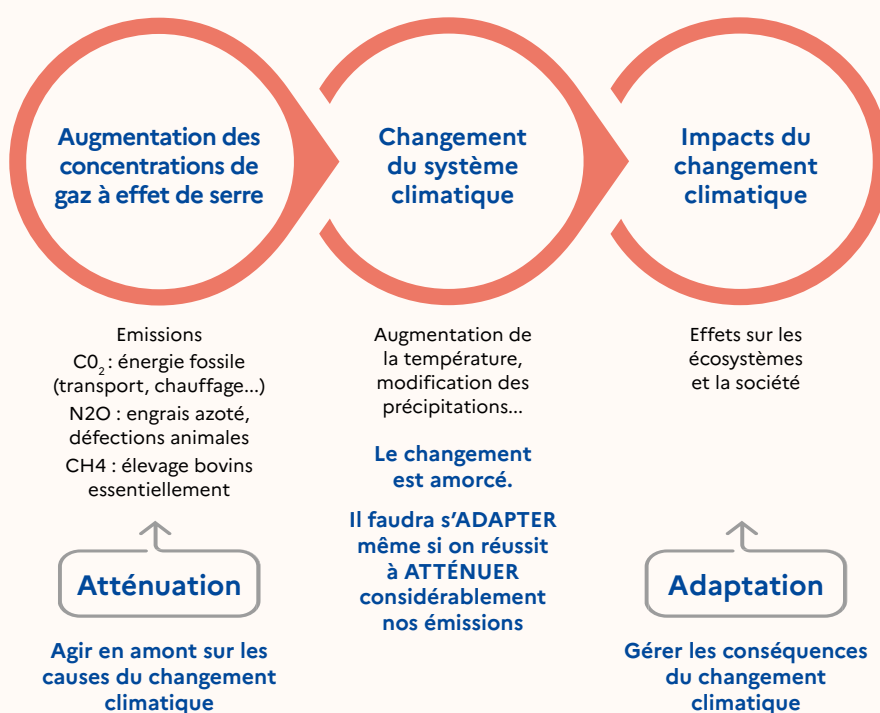 Augmentation des
concentrations de
gaz à effet de serre
Emissions
C0₂ : énergie fossile
(transport, chauffage...)
N2O : engrais azoté,
défections animales
CH4 : élevage bovins
essentiellement
Atténuation
Agir en amont sur les
causes du changement
climatique
Changement
du système
climatique
Augmentation de
la température,
modification des
précipitations...
Le changement
est amorcé.
Il faudra s'ADAPTER
même si on réussit
à ATTÉNUER
considérablement
nos émissions
Impacts du
changement
climatique
Effets sur les
écosystèmes
et la société
Adaptation
Gérer les conséquences
du changement
climatique